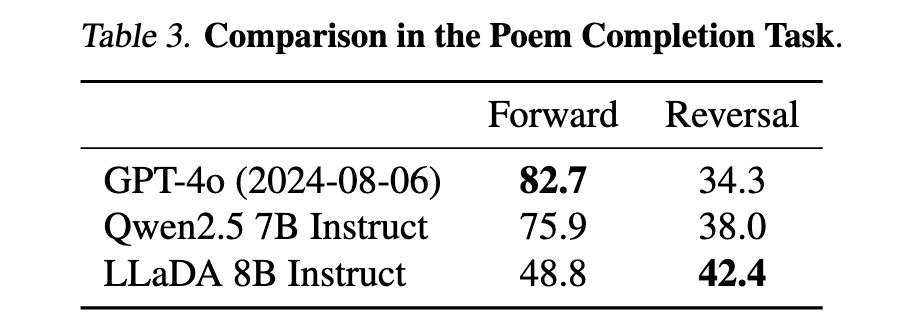 Table 3. Comparison in the Poem Completion Task.
Forward Reversal
GPT-4o (2024-08-06) 82.7 34.3
Qwen2.5 7B Instruct 75.9 38.0
LLaDA 8B Instruct 48.8 42.4